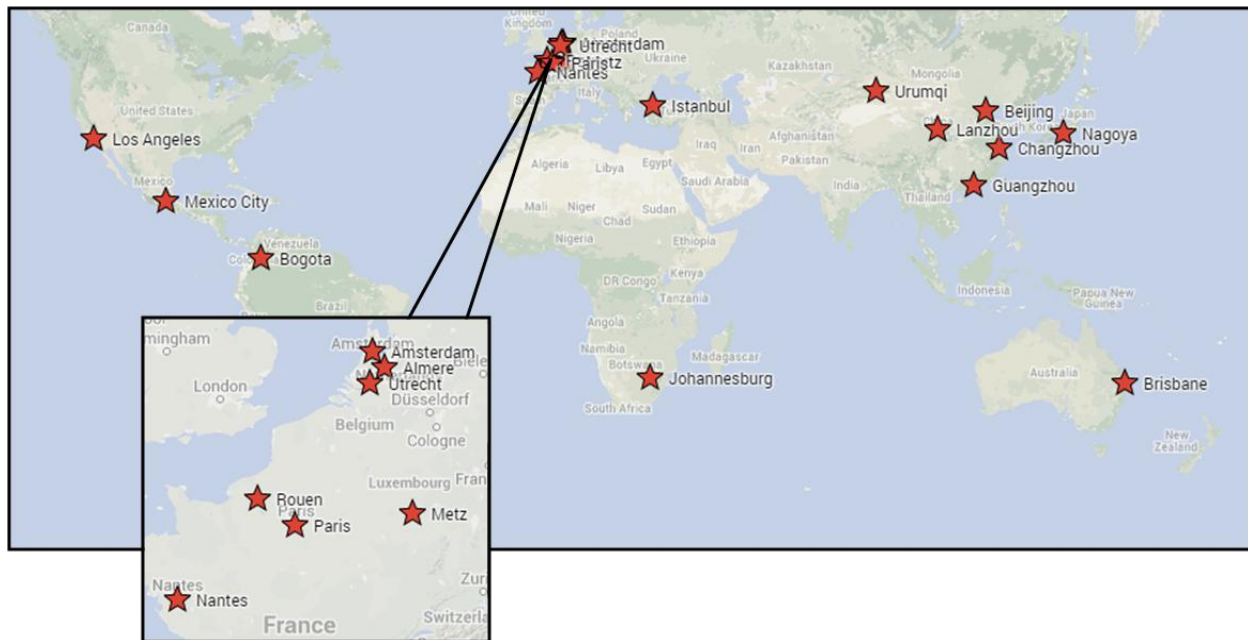 Canada
United
Kingdom
Amsterdam
Utrecht
Poland
Paris
Nantes
Ukraine
Kazakhstan
Mongolia
Urumqi
United States
Spain
Italy
Istanbul
Beijing
Los Angeles
Lanzhou
Japan
Nagoya
Changzhou
Afghanistan
Iraq
Iran
Pakistan
Algeria
Libya
Egypt
Mexico
Mexico City
Saudi Arabia
India
Thailand
Guangzhou
Mali
Niger
Chad
Sudan
Nigeria
Ethiopia
Venezuela
Bogota
Kenya
DR Congo
Tanzania
Indonesia
Papua New
Guinea
Brazil
Angola
Namibia
Botswana
Madagascar
Johannesburg
South Africa
Australia
Brisbane
New
Zealand
Amsterdam
Amsterdam
Almere
Utrecht
London
Düsseldorf
Belgium
Cologne
Luxembourg
Rouen
Paris
Paris
Metz
Nantes
Nantes
France